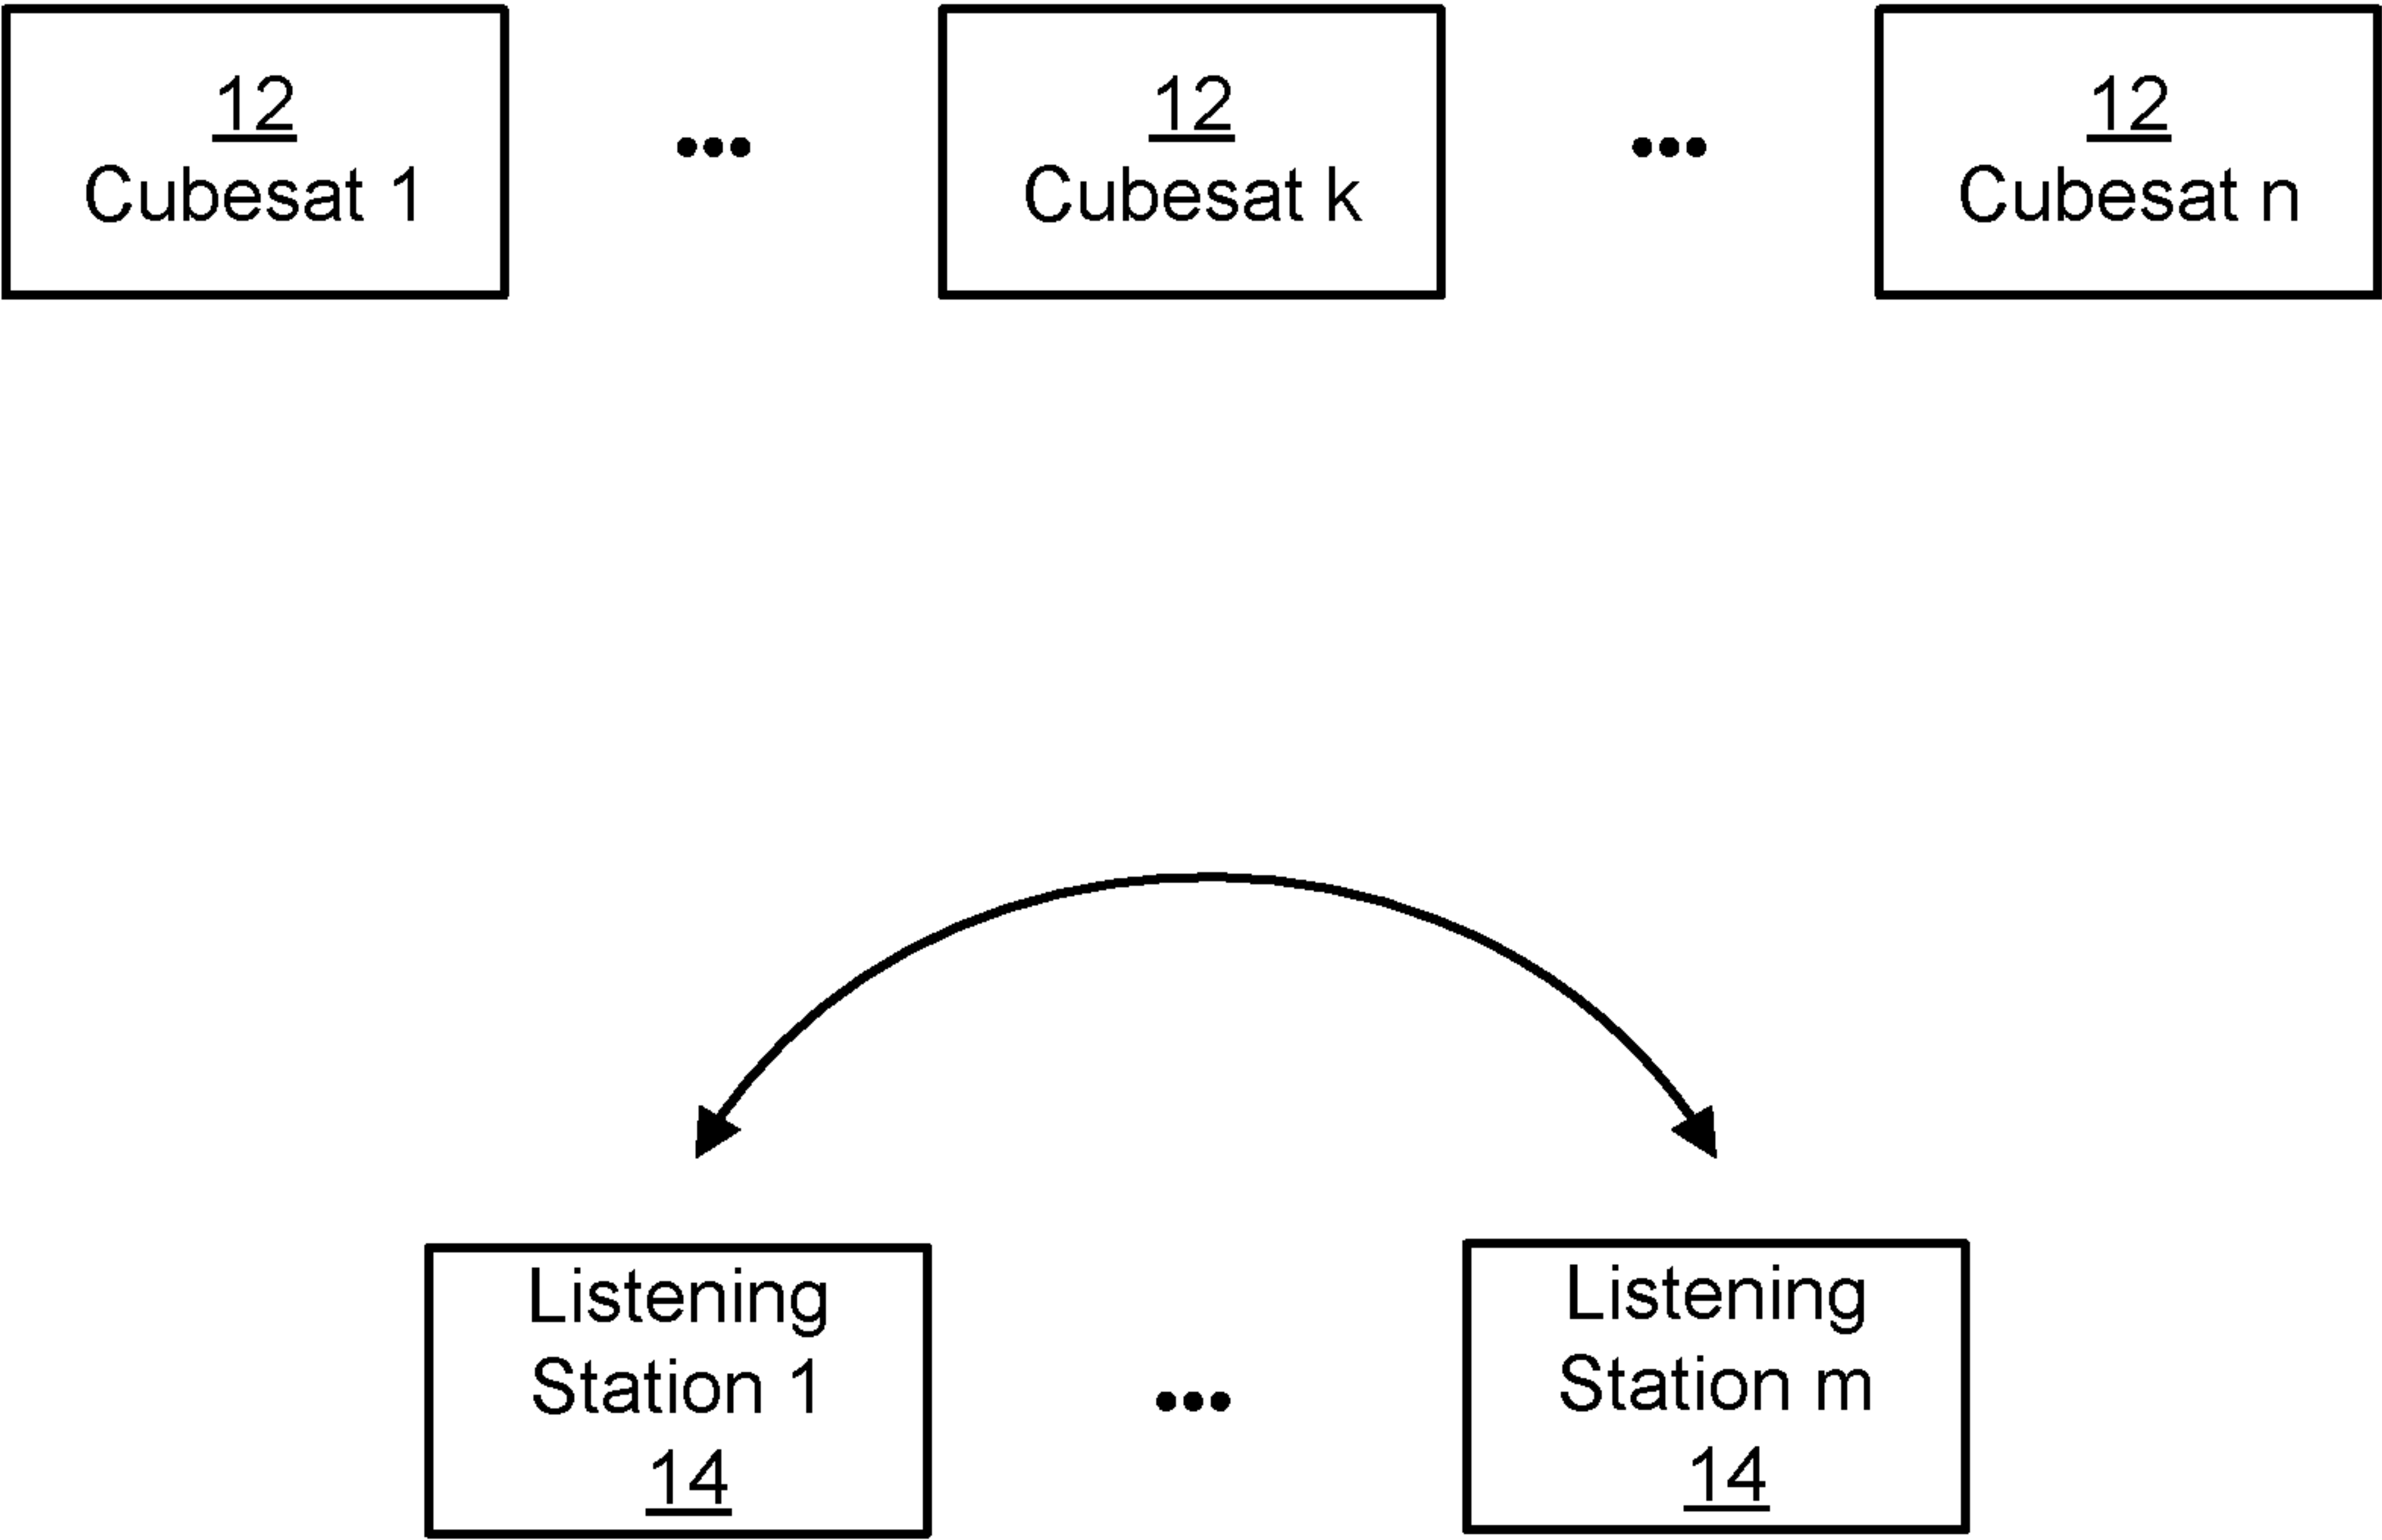 12
Cubesat 1
...
12
Cubesat k
...
12
Cubesat n
Listening
Station 1
14
...
Listening
Station m
14